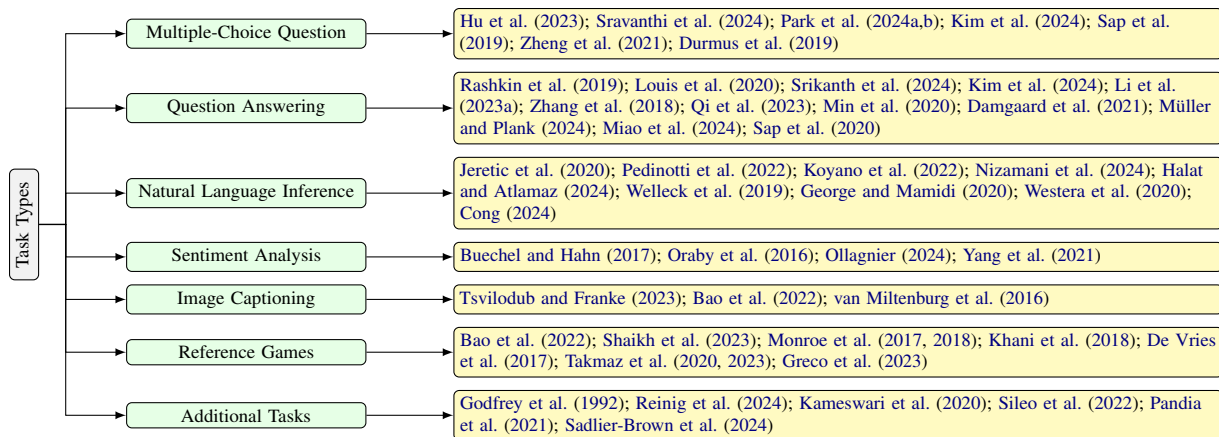 Task Types
Multiple-Choice Question
Hu et al. (2023); Sravanthi et al. (2024); Park et al. (2024a,b); Kim et al. (2024); Sap et al.
(2019); Zheng et al. (2021); Durmus et al. (2019)
Question Answering
Rashkin et al. (2019); Louis et al. (2020); Srikanth et al. (2024); Kim et al. (2024); Li et al.
(2023a); Zhang et al. (2018); Qi et al. (2023); Min et al. (2020); Damgaard et al. (2021); Müller
and Plank (2024); Miao et al. (2024); Sap et al. (2020)
Natural Language Inference
Jeretic et al. (2020); Pedinotti et al. (2022); Koyano et al. (2022); Nizamani et al. (2024); Halat
and Atlamaz (2024); Welleck et al. (2019); George and Mamidi (2020); Westera et al. (2020);
Cong (2024)
Sentiment Analysis
Buechel and Hahn (2017); Oraby et al. (2016); Ollagnier (2024); Yang et al. (2021)
Image Captioning
Tsvilodub and Franke (2023); Bao et al. (2022); van Miltenburg et al. (2016)
Reference Games
Bao et al. (2022); Shaikh et al. (2023); Monroe et al. (2017, 2018); Khani et al. (2018); De Vries
et al. (2017); Takmaz et al. (2020, 2023); Greco et al. (2023)
Additional Tasks
Godfrey et al. (1992); Reinig et al. (2024); Kameswari et al. (2020); Sileo et al. (2022); Pandia
et al. (2021); Sadlier-Brown et al. (2024)